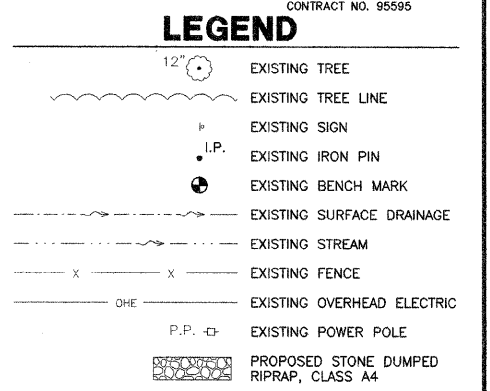 CONTRACT NO. 95595
LEGEND
12" EXISTING TREE
EXISTING TREE LINE
EXISTING SIGN
I.P. EXISTING IRON PIN
EXISTING BENCH MARK
EXISTING SURFACE DRAINAGE
EXISTING STREAM
X X EXISTING FENCE
OHE EXISTING OVERHEAD ELECTRIC
P.P. EXISTING POWER POLE
PROPOSED STONE DUMPED
RIPRAP, CLASS A4